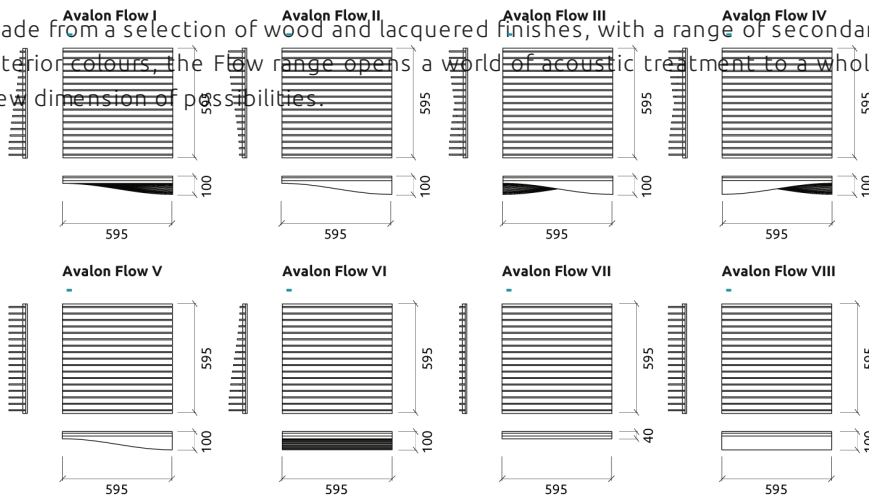 Avalon Flow I Avalon Flow II Avalon Flow III Avalon Flow IV
ade from a selection of wood and lacquered finishes, with a range of secondar
terior colours, the Flow range opens a world of acoustic treatment to a whol
ew dimension of possibilities.
595 595 595 595
100 100 100 100
595 595 595 595
Avalon Flow V Avalon Flow VI Avalon Flow VII Avalon Flow VIII
595 595 595 595
100 100 40 100
595 595 595 595